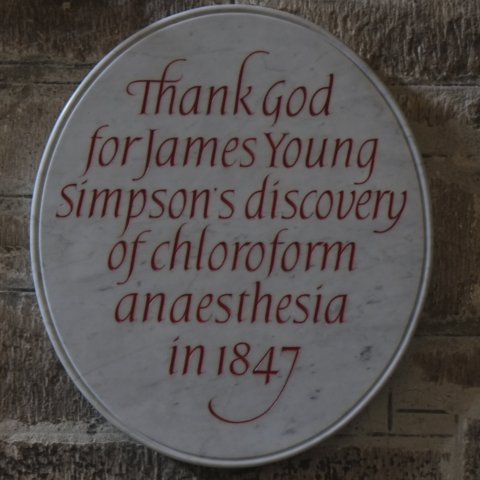 Thank God
for James Young
Simpson's discovery
of chloroform
anaesthesia
in 1847